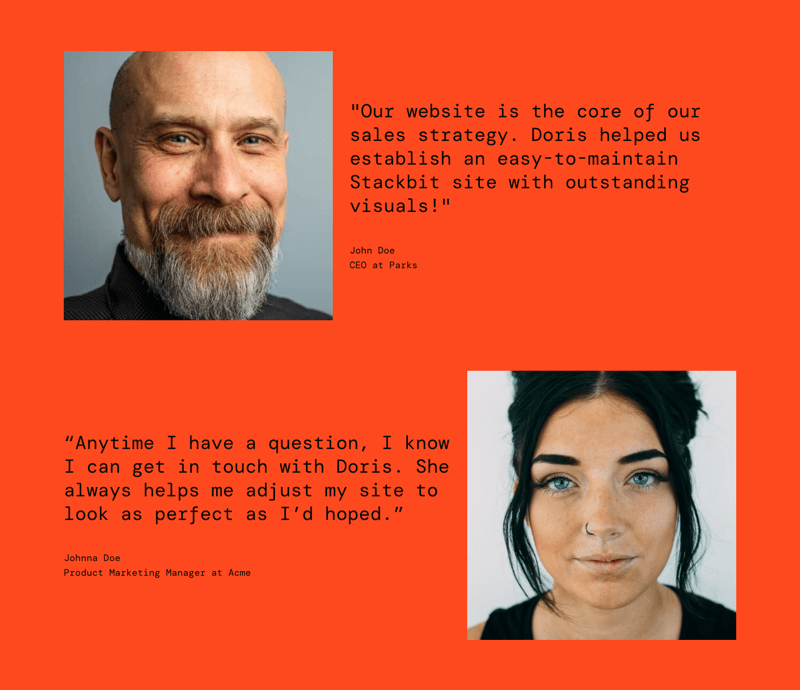 "Our website is the core of our
sales strategy. Doris helped us
establish an easy-to-maintain
Stackbit site with outstanding
visuals!"
John Doe
CEO at Parks
“Anytime I have a question, I know
I can get in touch with Doris. She
always helps me adjust my site to
look as perfect as I’d hoped.”
Johnna Doe
Product Marketing Manager at Acme